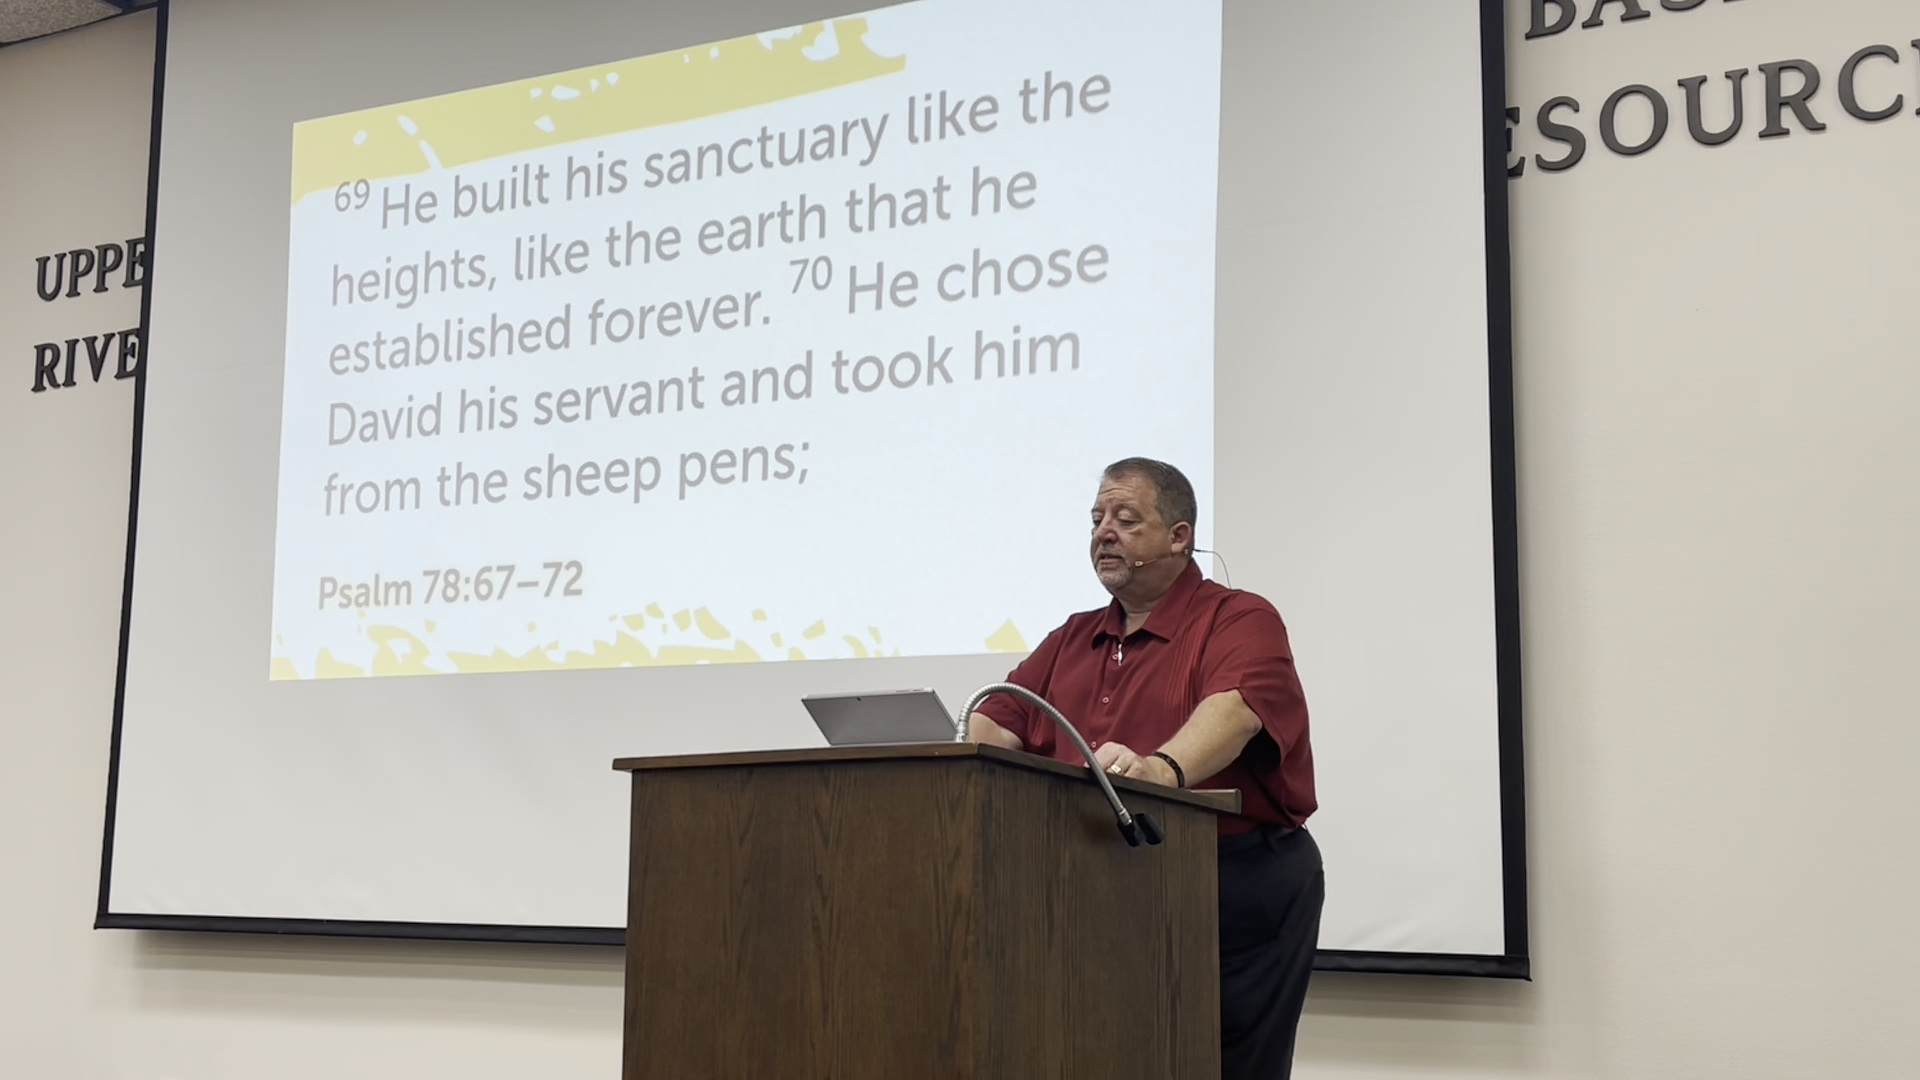 BAS
ESOURC
UPPE
RIVE
69 He built his sanctuary like the
heights, like the earth that he
established forever. 70 He chose
David his servant and took him
from the sheep pens;
Psalm 78:67–72